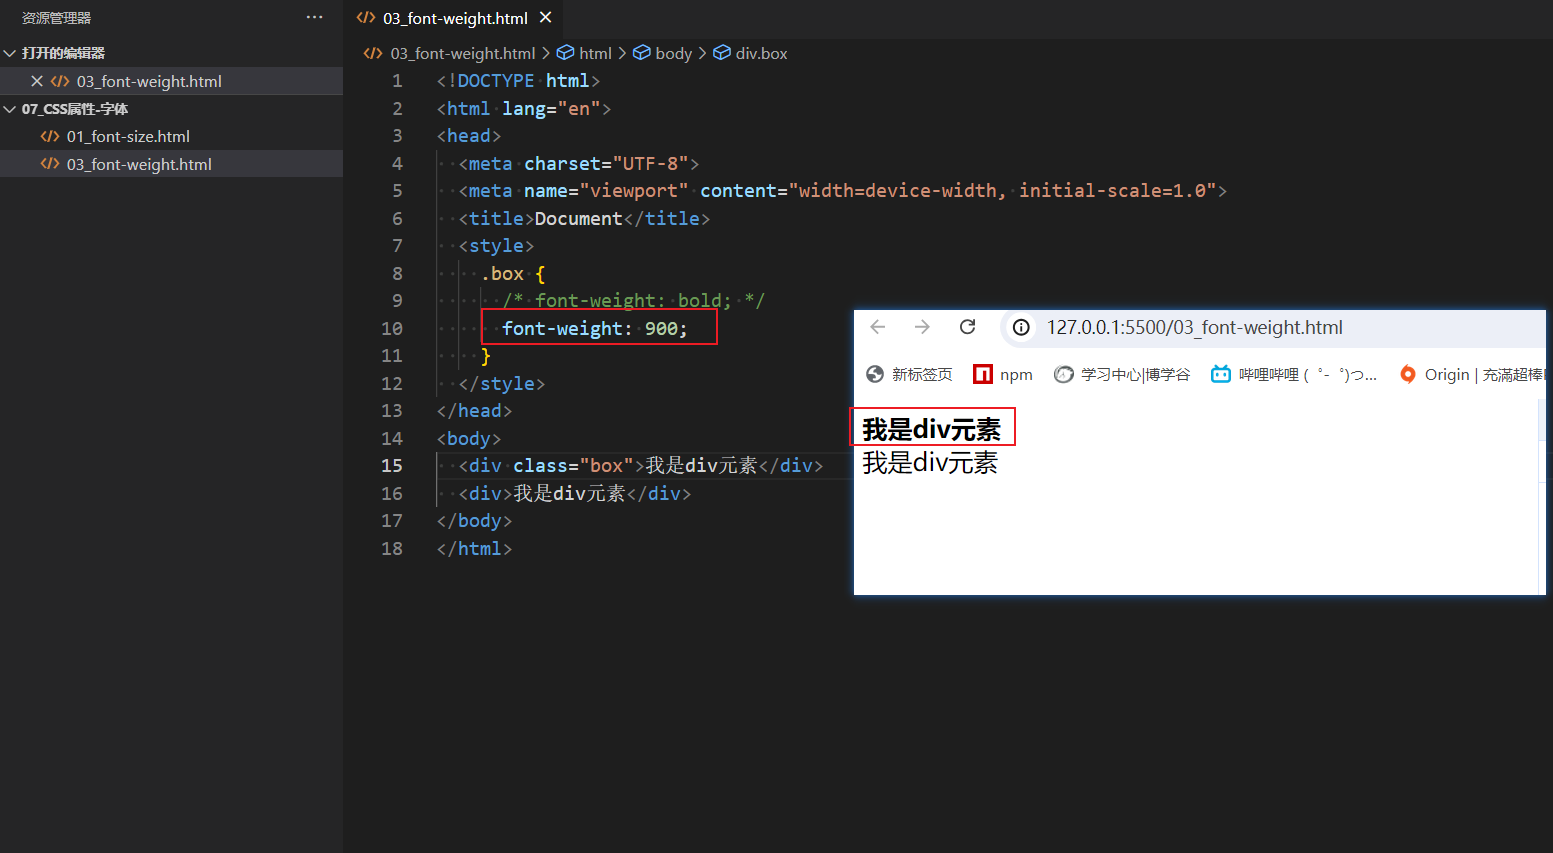 资源管理器 ···
打开的编辑器
03_font-weight.html
07_CSS属性-字体
01_font-size.html
03_font-weight.html
03_font-weight.html
03_font-weight.html > html > body > div.box
1 <!DOCTYPE html>
2 <html lang="en">
3 <head>
4 <meta charset="UTF-8">
5 <meta name="viewport" content="width=device-width, initial-scale=1.0">
6 <title>Document</title>
7 <style>
8 .box {
9 /* font-weight: bold; */
10 font-weight: 900;
11 }
12 </style>
13 </head>
14 <body>
15 <div class="box">我是div元素</div>
16 <div>我是div元素</div>
17 </body>
18 </html>
127.0.0.1:5500/03_font-weight.html
新标签页 npm 学习中心|博学谷 哔哩哔哩 (゜-゜)つ... Origin | 充滿超棒
我是div元素
我是div元素